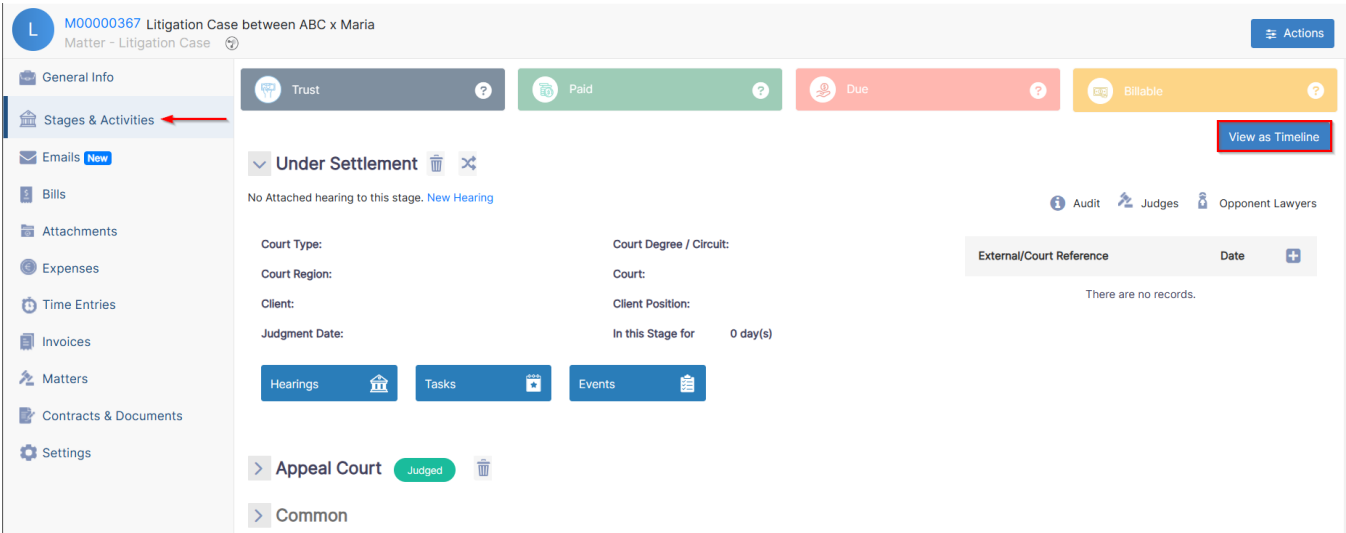 L
M00000367 Litigation Case between ABC x Maria
Matter - Litigation Case
Actions
General Info
Stages & Activities
Emails New
Bills
Attachments
Expenses
Time Entries
Invoices
Matters
Contracts & Documents
Settings
Trust ?
Paid ?
Due ?
Billable ?
View as Timeline
Under Settlement
No Attached hearing to this stage. New Hearing
Audit Judges Opponent Lawyers
Court Type: Court Degree / Circuit:
Court Region: Court:
Client: Client Position:
Judgment Date: In this Stage for 0 day(s)
External/Court Reference Date
There are no records.
Hearings Tasks Events
Appeal Court Judged
Common